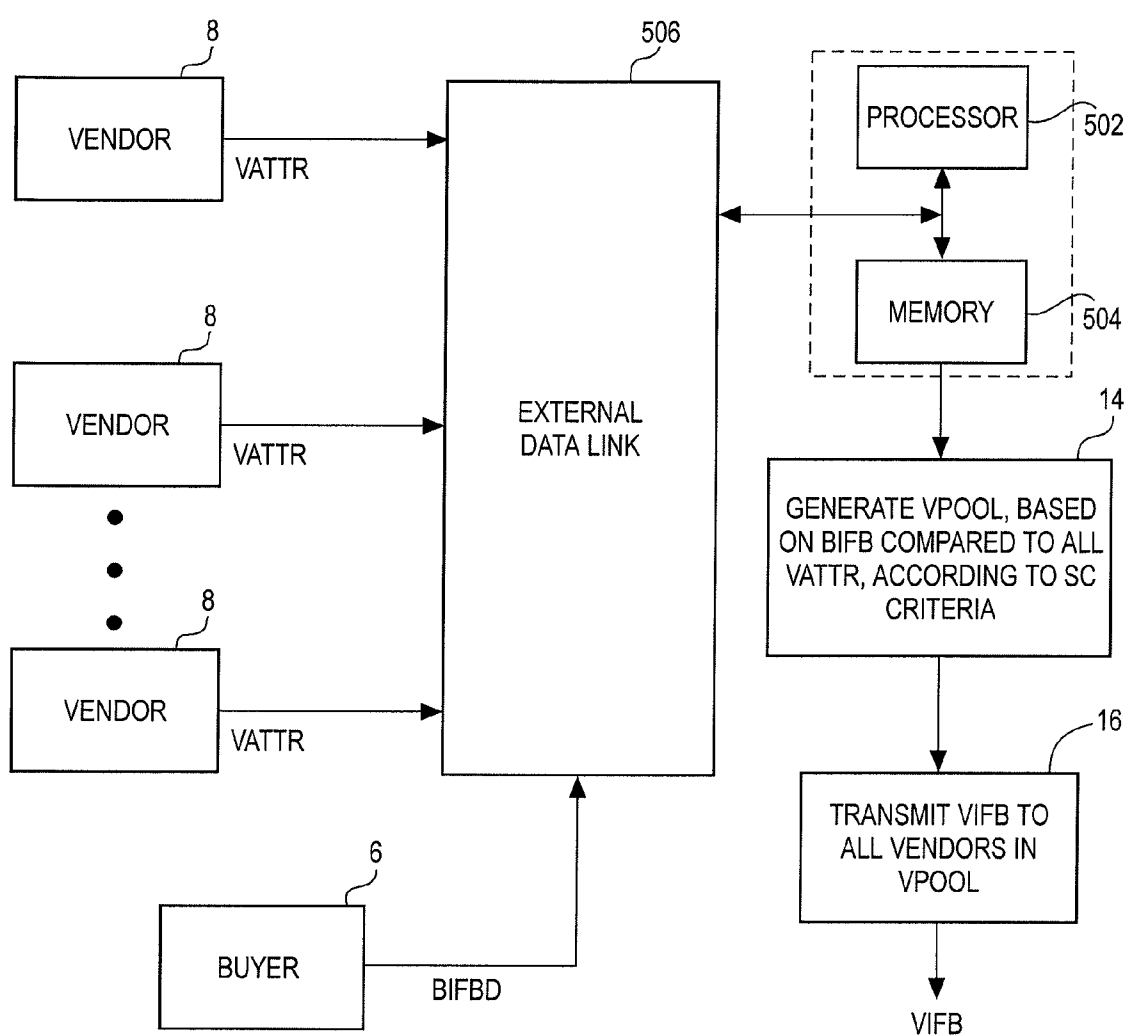 8
506
VENDOR
VATTR
PROCESSOR
502
8
VENDOR
VATTR
EXTERNAL
DATA LINK
MEMORY
504
14
GENERATE VPOOL, BASED
ON BIFB COMPARED TO ALL
VATTR, ACCORDING TO SC
CRITERIA
8
VENDOR
VATTR
16
TRANSMIT VIFB TO
ALL VENDORS IN
VPOOL
6
BUYER
BIFBD
VIFB